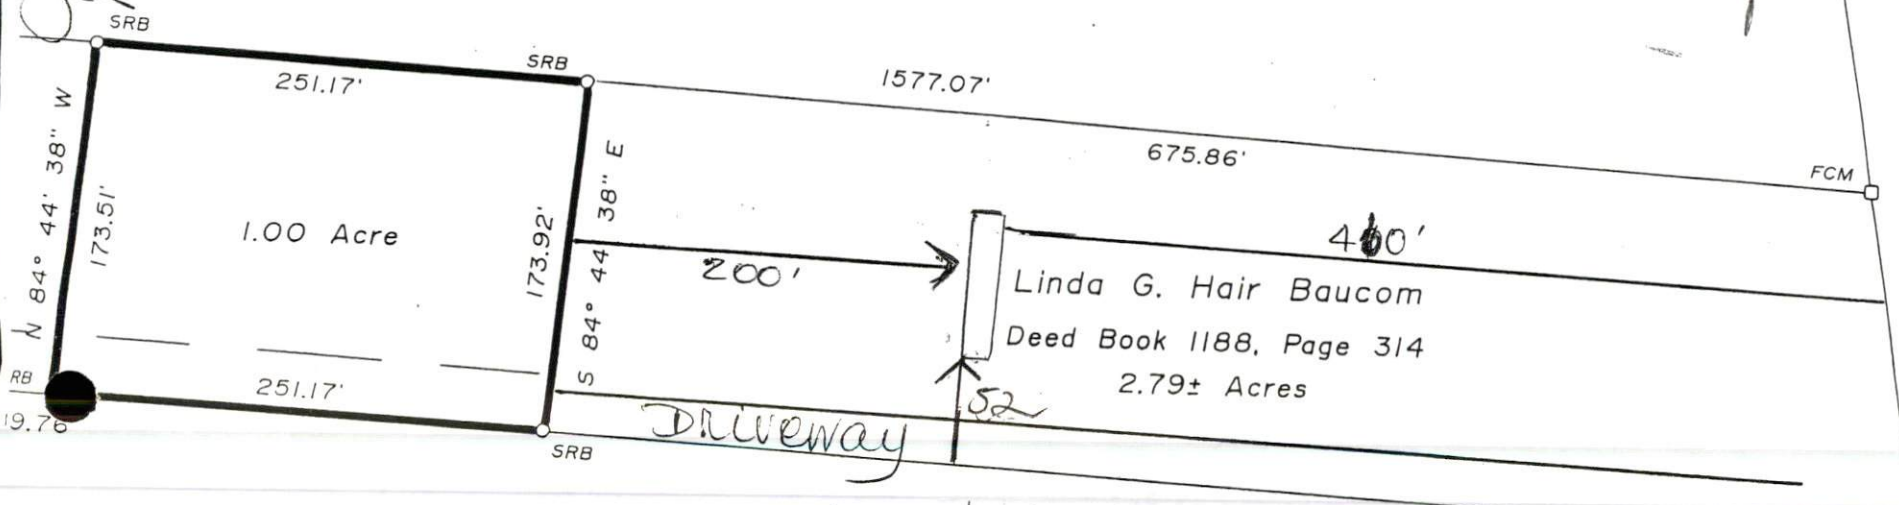 SRB
SRB
251.17'
1577.07'
675.86'
FCM
N 84° 44' 38" W
173.51'
1.00 Acre
173.92'
S 84° 44 38" E
200'
Linda G. Hair Baucom
Deed Book 1188, Page 314
2.79± Acres
RB
251.17'
19.76
52
Driveway
SRB